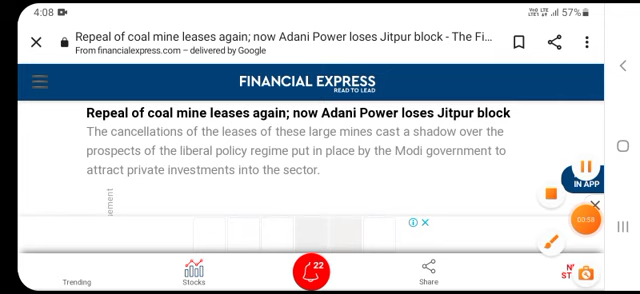 4:08
57%
Repeal of coal mine leases again; now Adani Power loses Jitpur block - The Fi...
From financialexpress.com – delivered by Google
FINANCIAL EXPRESS
READ TO LEAD
Repeal of coal mine leases again; now Adani Power loses Jitpur block
The cancellations of the leases of these large mines cast a shadow over the
prospects of the liberal policy regime put in place by the Modi government to
attract private investments into the sector.
IN APP
22
Trending
Stocks
Share